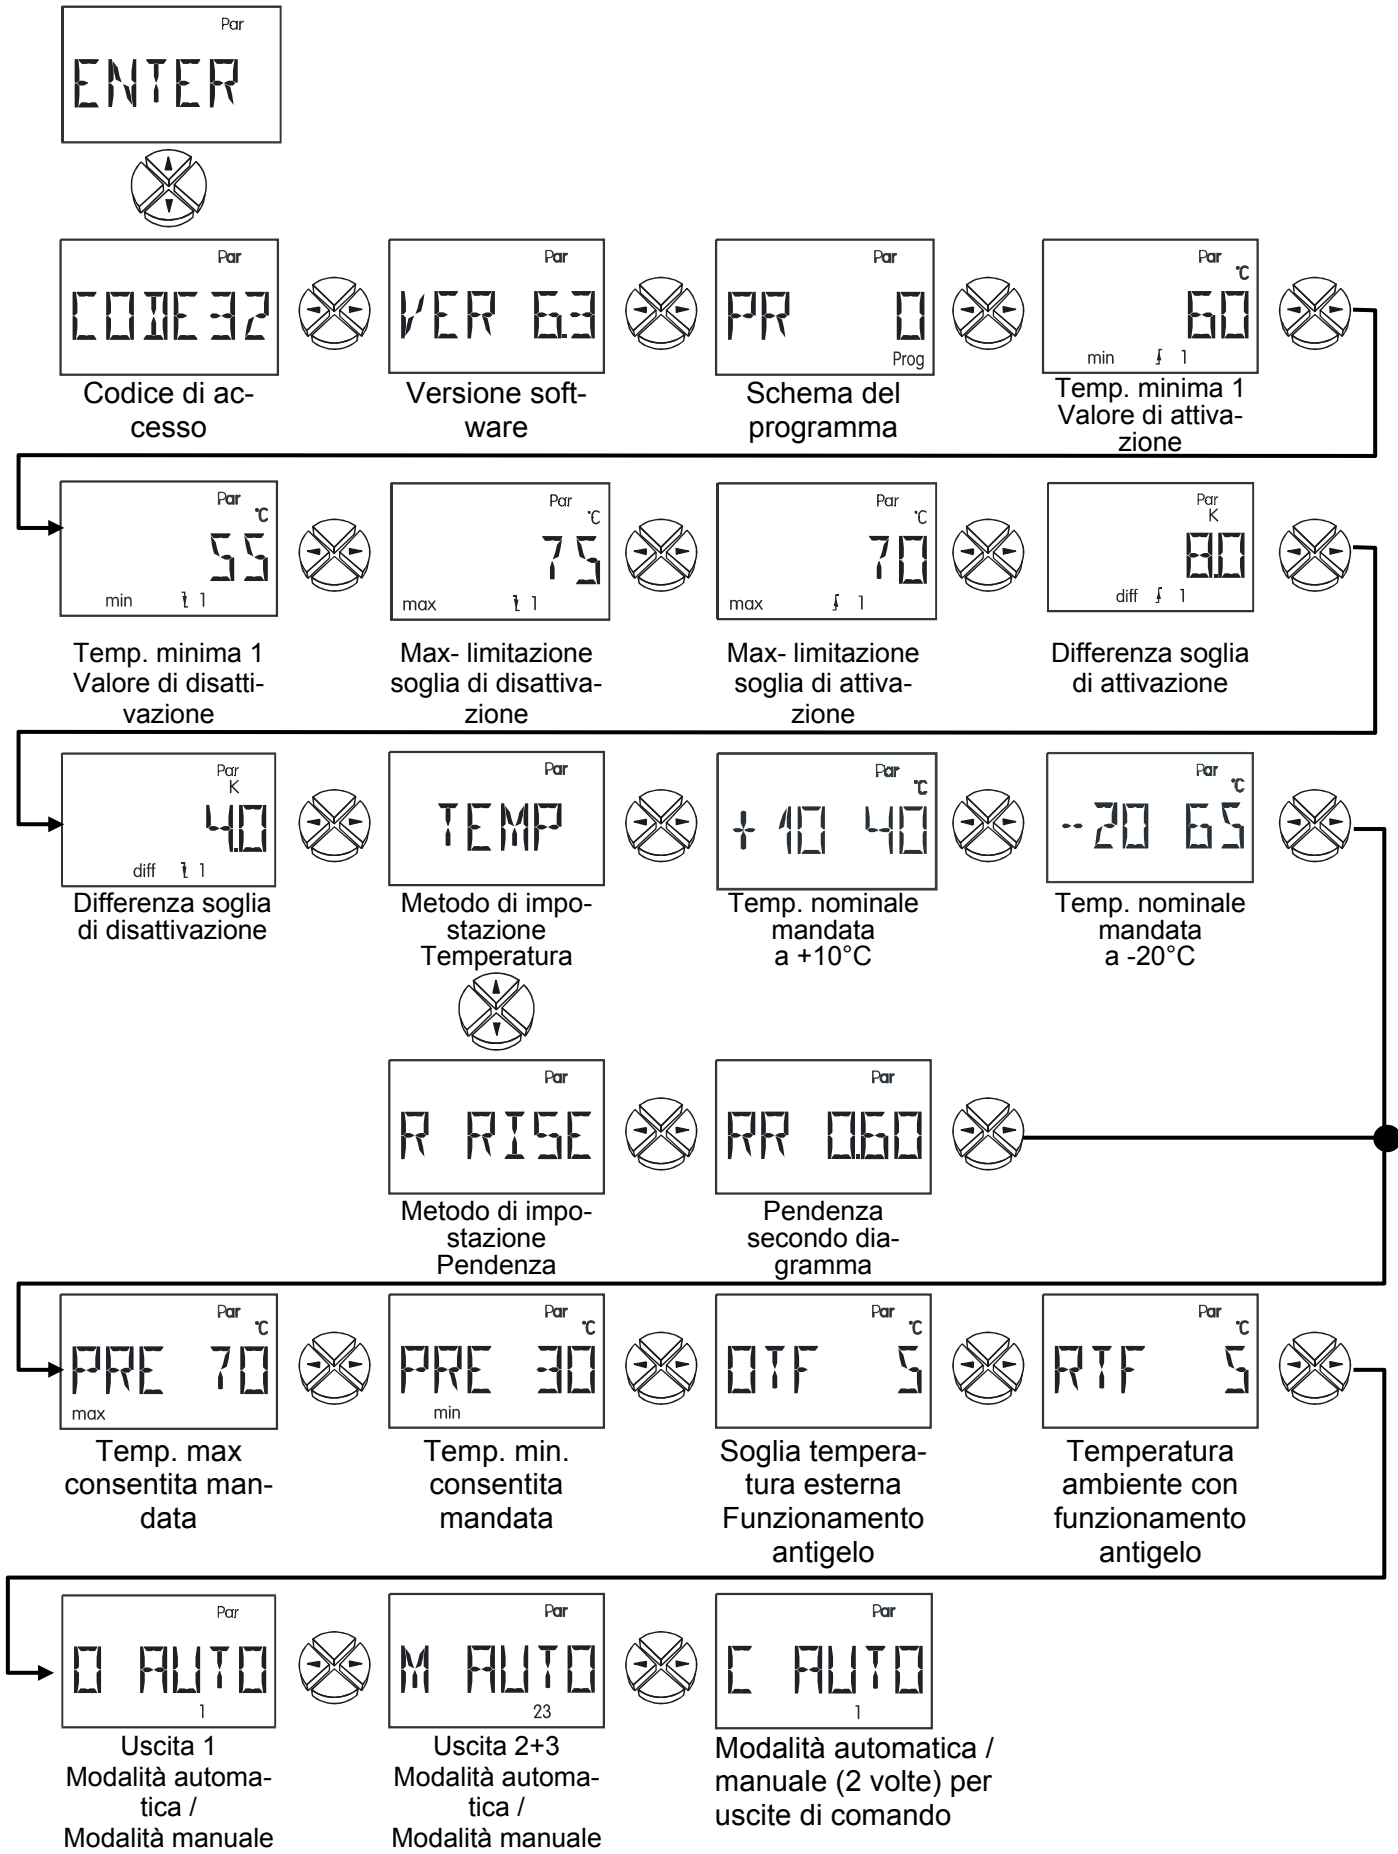 Par
ENTER
Par
CODE 32
Codice di ac-
cesso
Par
VER 6.3
Versione soft-
ware
Par
PR 0
Prog
Schema del
programma
Par
°C
60
min 1
Temp. minima 1
Valore di attiva-
zione
Par
°C
55
min 1
Temp. minima 1
Valore di disatti-
vazione
Par
°C
75
max 1
Max- limitazione
soglia di disattiva-
zione
Par
°C
70
max 1
Max- limitazione
soglia di attiva-
zione
Par
K
8.0
diff 1
Differenza soglia
di attivazione
Par
K
4.0
diff 1
Differenza soglia
di disattivazione
Par
TEMP
Metodo di impo-
stazione
Temperatura
Par
°C
+10 40
Temp. nominale
mandata
a +10°C
Par
°C
-20 65
Temp. nominale
mandata
a -20°C
Par
R RISE
Metodo di impo-
stazione
Pendenza
Par
RR 0.60
Pendenza
secondo dia-
gramma
Par
°C
PRE 70
max
Temp. max
consentita man-
data
Par
°C
PRE 30
min
Temp. min.
consentita
mandata
Par
°C
OTF 5
Soglia tempera-
tura esterna
Funzionamento
antigelo
Par
°C
RTF 5
Temperatura
ambiente con
funzionamento
antigelo
Par
O AUTO
1
Uscita 1
Modalità automa-
tica /
Modalità manuale
Par
M AUTO
23
Uscita 2+3
Modalità automa-
tica /
Modalità manuale
Par
C AUTO
1
Modalità automatica /
manuale (2 volte) per
uscite di comando